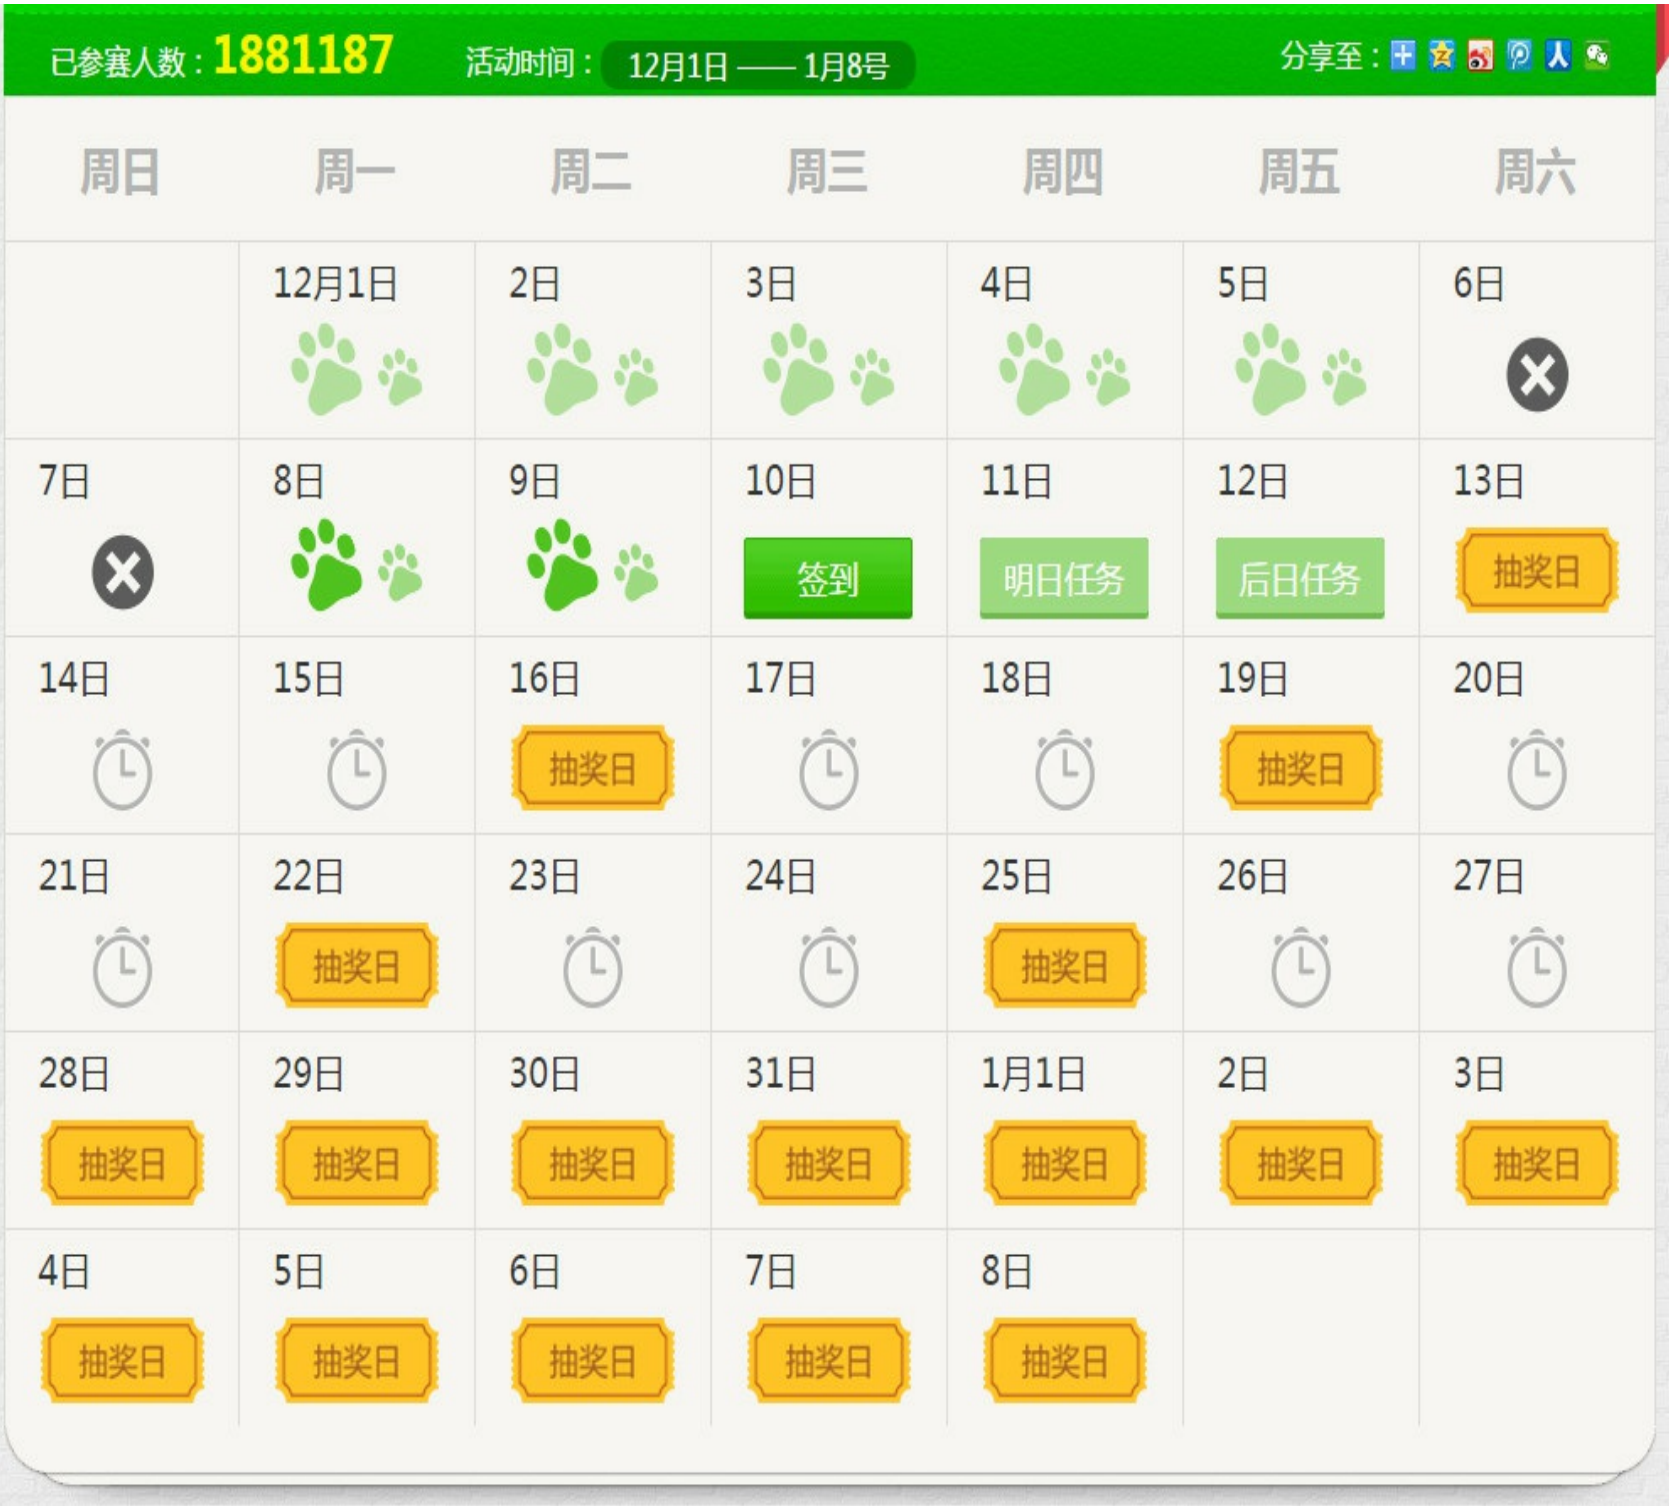 已参赛人数：1881187 活动时间： 12月1日 —— 1月8号 分享至：
周日 周一 周二 周三 周四 周五 周六
12月1日 2日 3日 4日 5日 6日
7日 8日 9日 10日 11日 12日 13日
签到 明日任务 后日任务 抽奖日
14日 15日 16日 17日 18日 19日 20日
抽奖日 抽奖日
21日 22日 23日 24日 25日 26日 27日
抽奖日 抽奖日
28日 29日 30日 31日 1月1日 2日 3日
抽奖日 抽奖日 抽奖日 抽奖日 抽奖日 抽奖日 抽奖日
4日 5日 6日 7日 8日
抽奖日 抽奖日 抽奖日 抽奖日 抽奖日